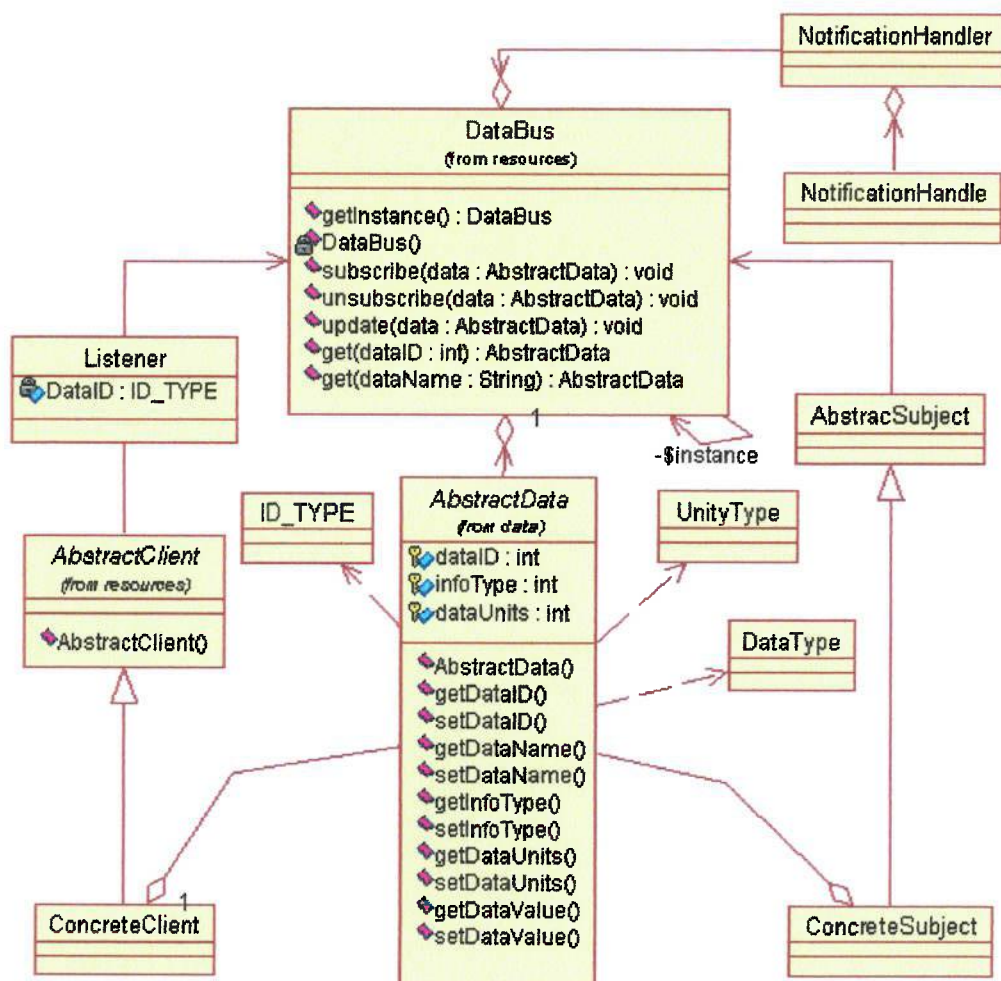 NotificationHandler
NotificationHandle
DataBus
(from resources)
getInstance() : DataBus
DataBus()
subscribe(data : AbstractData) : void
unsubscribe(data : AbstractData) : void
update(data : AbstractData) : void
get(dataID : int) : AbstractData
get(dataName : String) : AbstractData
1
-$instance
Listener
DataID : ID_TYPE
AbstracSubject
ID_TYPE
AbstractData
(from data)
dataID : int
infoType : int
dataUnits : int
AbstractData()
getDataID()
setDataID()
getDataName()
setDataName()
getInfoType()
setInfoType()
getDataUnits()
setDataUnits()
getDataValue()
setDataValue()
UnityType
DataType
AbstractClient
(from resources)
AbstractClient()
1
ConcreteClient
ConcreteSubject